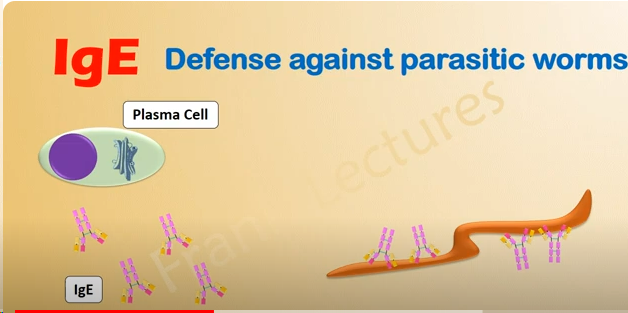 IgE Defense against parasitic worms
Plasma Cell
IgE